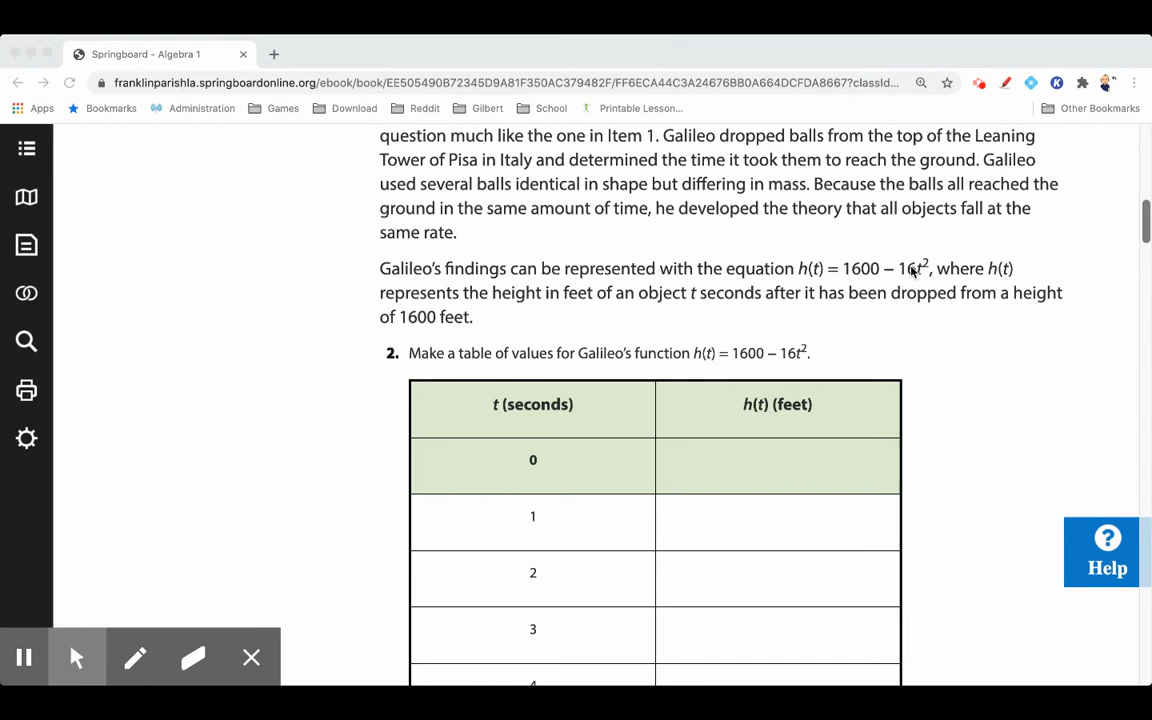 Springboard - Algebra 1
franklinparishla.springboardonline.org/ebook/book/EE505490B72345D9A81F350AC379482F/FF6ECA44C3A24676BB0A664DCFDA8667?classId...
Apps Bookmarks Administration Games Download Reddit Gilbert School Printable Lesson... Other Bookmarks
question much like the one in Item 1. Galileo dropped balls from the top of the Leaning
Tower of Pisa in Italy and determined the time it took them to reach the ground. Galileo
used several balls identical in shape but differing in mass. Because the balls all reached the
ground in the same amount of time, he developed the theory that all objects fall at the
same rate.
Galileo's findings can be represented with the equation h(t) = 1600 – 16t², where h(t)
represents the height in feet of an object t seconds after it has been dropped from a height
of 1600 feet.
2. Make a table of values for Galileo's function h(t) = 1600 – 16t².
t (seconds) h(t) (feet)
0
1
2
3
4
? Help